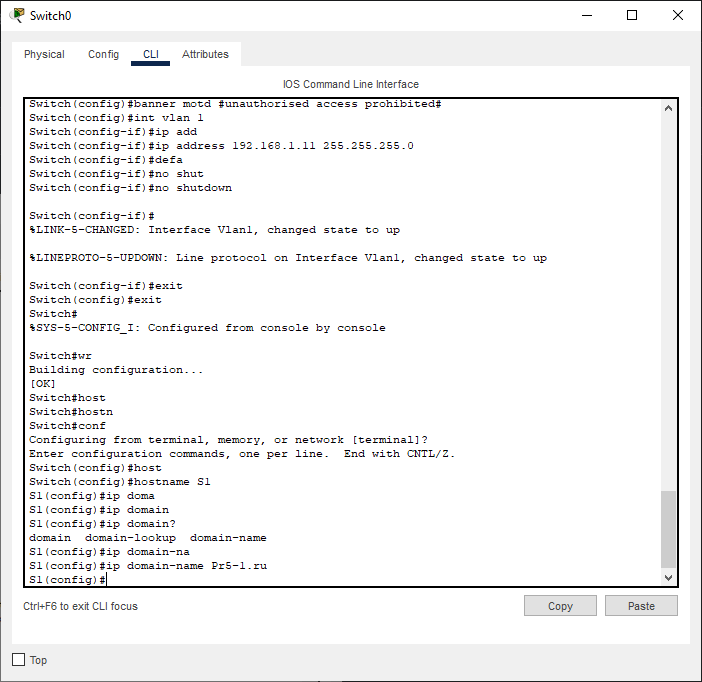 Switch0
Physical Config CLI Attributes
IOS Command Line Interface
Switch(config)#banner motd #unauthorised access prohibited#
Switch(config)#int vlan 1
Switch(config-if)#ip add
Switch(config-if)#ip address 192.168.1.11 255.255.255.0
Switch(config-if)#defa
Switch(config-if)#no shut
Switch(config-if)#no shutdown
Switch(config-if)#
%LINK-5-CHANGED: Interface Vlan1, changed state to up
%LINEPROTO-5-UPDOWN: Line protocol on Interface Vlan1, changed state to up
Switch(config-if)#exit
Switch(config)#exit
Switch#
%SYS-5-CONFIG_I: Configured from console by console
Switch#wr
Building configuration...
[OK]
Switch#host
Switch#hostn
Switch#conf
Configuring from terminal, memory, or network [terminal]?
Enter configuration commands, one per line.  End with CNTL/Z.
Switch(config)#host
Switch(config)#hostname S1
S1(config)#ip doma
S1(config)#ip domain
S1(config)#ip domain?
domain  domain-lookup  domain-name
S1(config)#ip domain-na
S1(config)#ip domain-name Pr5-1.ru
S1(config)#
Ctrl+F6 to exit CLI focus
Copy
Paste
Top